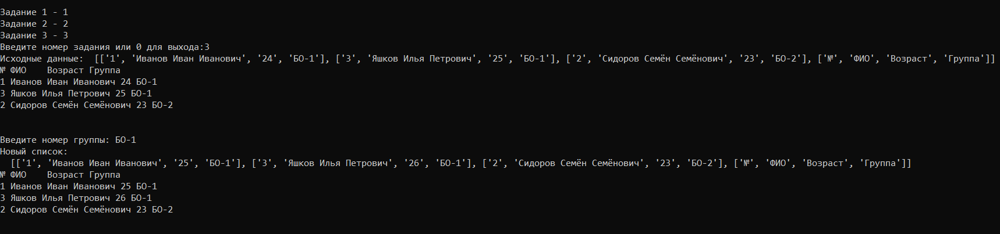 Задание 1 - 1
Задание 2 - 2
Задание 3 - 3
Введите номер задания или 0 для выхода:3
Исходные данные:  [['1', 'Иванов Иван Иванович', '24', 'БО-1'], ['3', 'Яшков Илья Петрович', '25', 'БО-1'], ['2', 'Сидоров Семён Семёнович', '23', 'БО-2'], ['№', 'ФИО', 'Возраст', 'Группа']]
№ ФИО    Возраст Группа
1 Иванов Иван Иванович 24 БО-1
3 Яшков Илья Петрович 25 БО-1
2 Сидоров Семён Семёнович 23 БО-2
Введите номер группы: БО-1
Новый список:
  [['1', 'Иванов Иван Иванович', '25', 'БО-1'], ['3', 'Яшков Илья Петрович', '26', 'БО-1'], ['2', 'Сидоров Семён Семёнович', '23', 'БО-2'], ['№', 'ФИО', 'Возраст', 'Группа']]
№ ФИО    Возраст Группа
1 Иванов Иван Иванович 25 БО-1
3 Яшков Илья Петрович 26 БО-1
2 Сидоров Семён Семёнович 23 БО-2